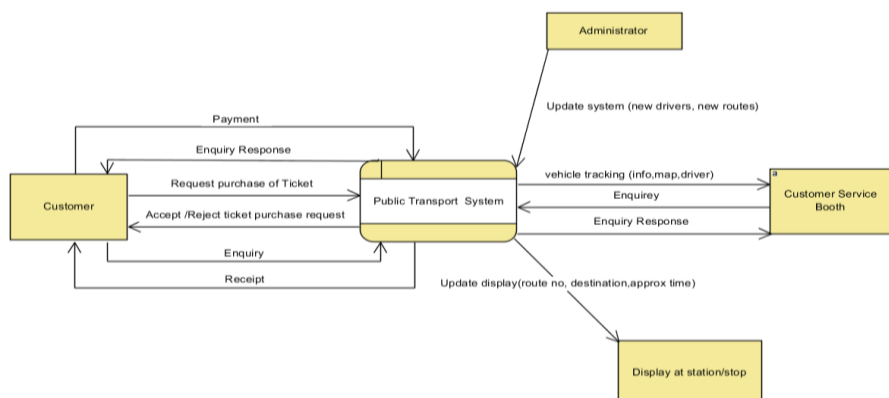 Administrator
Update system (new drivers, new routes)
Payment
Enquiry Response
Request purchase of Ticket
Customer
Accept /Reject ticket purchase request
Enquiry
Receipt
Public Transport System
vehicle tracking (info,map,driver)
Enquirey
Enquiry Response
a
Customer Service
Booth
Update display(route no, destination,approx time)
Display at station/stop